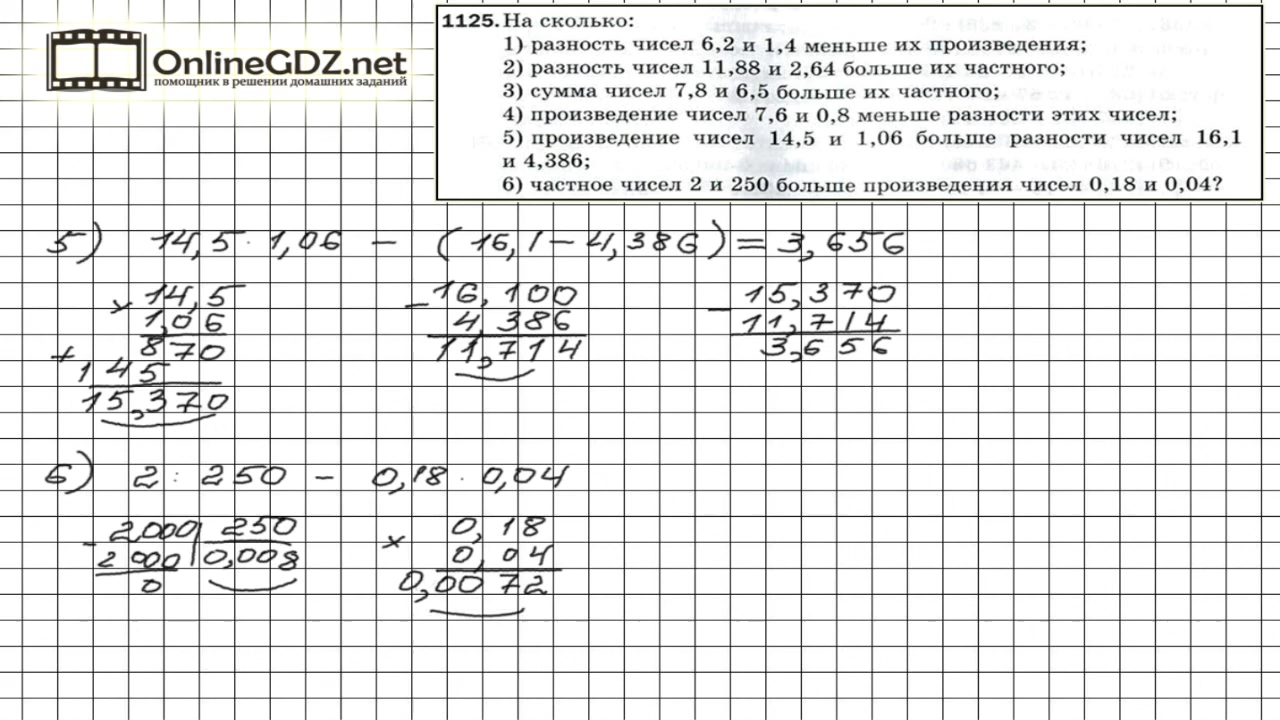 OnlineGDZ.net
помощник в решении домашних заданий
1125. На сколько:
1) разность чисел 6,2 и 1,4 меньше их произведения;
2) разность чисел 11,88 и 2,64 больше их частного;
3) сумма чисел 7,8 и 6,5 больше их частного;
4) произведение чисел 7,6 и 0,8 меньше разности этих чисел;
5) произведение чисел 14,5 и 1,06 больше разности чисел 16,1
и 4,386;
6) частное чисел 2 и 250 больше произведения чисел 0,18 и 0,04?
5) 14,5 · 1,06 − (16,1 − 4,386) = 3,656
× 14,5
1,06
+ 870
145
15,370
− 16,100
4,386
11,714
− 15,370
11,714
3,656
6) 2 : 250 − 0,18 · 0,04
− 2,000 | 250
2 000 | 0,008
0
× 0,18
0,04
0,0072